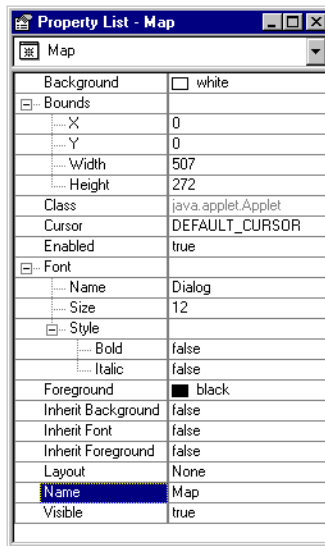 Property List - Map
Map
Background white
Bounds
X 0
Y 0
Width 507
Height 272
Class java.applet.Applet
Cursor DEFAULT_CURSOR
Enabled true
Font
Name Dialog
Size 12
Style
Bold false
Italic false
Foreground black
Inherit Background false
Inherit Font false
Inherit Foreground false
Layout None
Name Map
Visible true